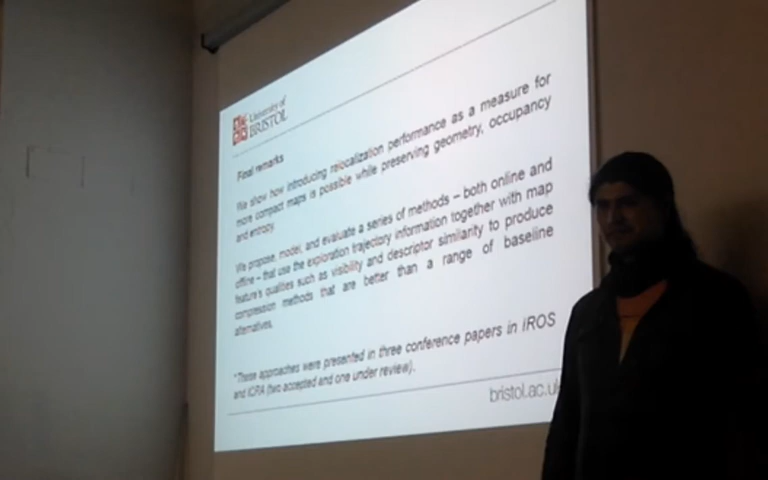 University of
BRISTOL
Final remarks
We show how introducing relocalization performance as a measure for
more compact maps is possible while preserving geometry, occupancy
and entropy.
We propose, model, and evaluate a series of methods – both online and
offline – that use the exploration trajectory information together with map
feature's qualities such as visibility and descriptor similarity to produce
compression methods that are better than a range of baseline
alternatives.
*These approaches were presented in three conference papers in IROS
and ICRA (two accepted and one under review).
bristol.ac.uk